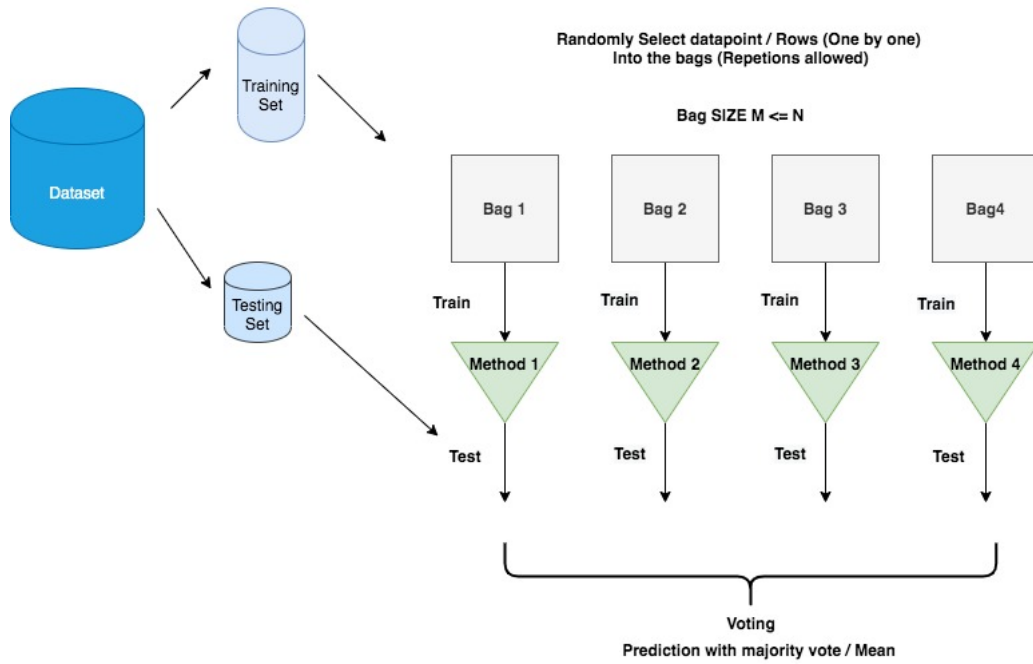 Dataset
Training
Set
Testing
Set
Randomly Select datapoint / Rows (One by one)
Into the bags (Repetions allowed)
Bag SIZE M <= N
Bag 1
Bag 2
Bag 3
Bag4
Train
Train
Train
Train
Method 1
Method 2
Method 3
Method 4
Test
Test
Test
Test
Voting
Prediction with majority vote / Mean